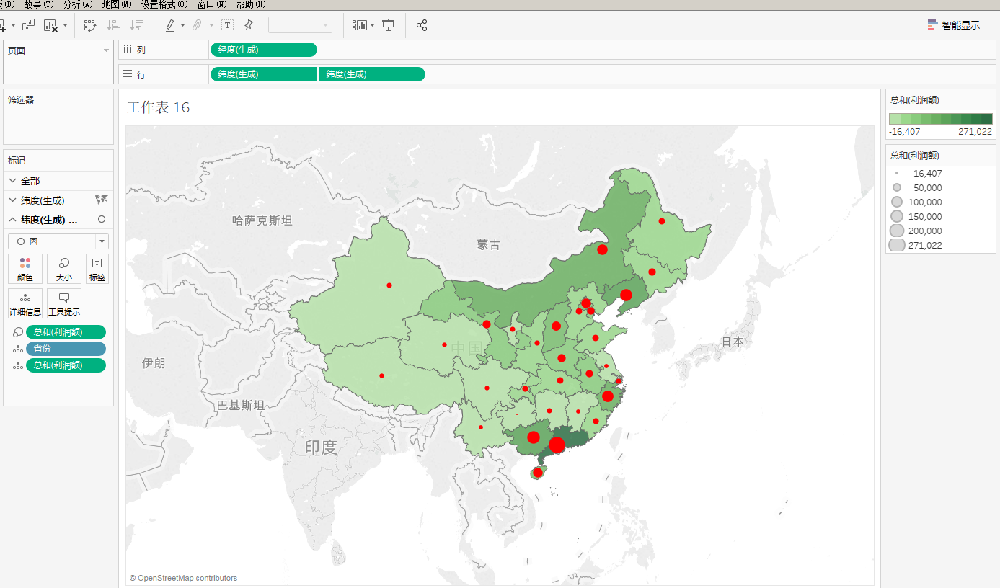 (B) 故事(T) 分析(A) 地图(M) 设置格式(O) 窗口(N) 帮助(H)
智能显示
页面
列
经度(生成)
行
纬度(生成) 纬度(生成)
筛选器
标记
全部
纬度(生成)
纬度(生成) ...
圆
颜色 大小 标签
详细信息 工具提示
总和(利润额)
省份
总和(利润额)
工作表 16
哈萨克斯坦
蒙古
中国
日本
伊朗
巴基斯坦
印度
© OpenStreetMap contributors
总和(利润额)
-16,407 271,022
总和(利润额)
-16,407
50,000
100,000
150,000
200,000
271,022